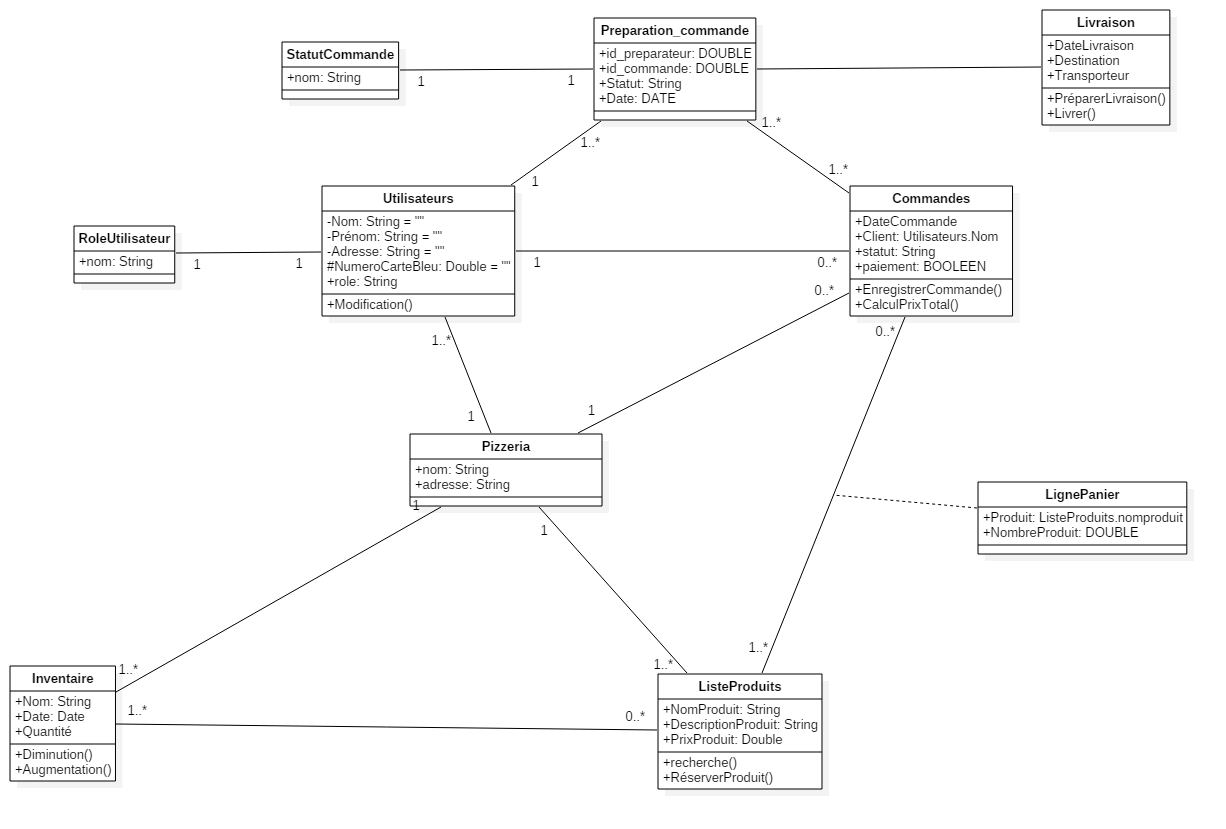 StatutCommande
+nom: String
1
1
Preparation_commande
+id_preparateur: DOUBLE
+id_commande: DOUBLE
+Statut: String
+Date: DATE
Livraison
+DateLivraison
+Destination
+Transporteur
+PréparerLivraison()
+Livrer()
1..*
1
1..*
1..*
RoleUtilisateur
+nom: String
1
1
Utilisateurs
-Nom: String = ""
-Prénom: String = ""
-Adresse: String = ""
#NumeroCarteBleu: Double = ""
+role: String
+Modification()
1
0..*
Commandes
+DateCommande
+Client: Utilisateurs.Nom
+statut: String
+paiement: BOOLEEN
+EnregistrerCommande()
+CalculPrixTotal()
0..*
0..*
1..*
1
1
Pizzeria
+nom: String
+adresse: String
1
1
LignePanier
+Produit: ListeProduits.nomproduit
+NombreProduit: DOUBLE
1..*
1..*
1..*
Inventaire
+Nom: String
+Date: Date
+Quantité
+Diminution()
+Augmentation()
1..*
0..*
ListeProduits
+NomProduit: String
+DescriptionProduit: String
+PrixProduit: Double
+recherche()
+RéserverProduit()